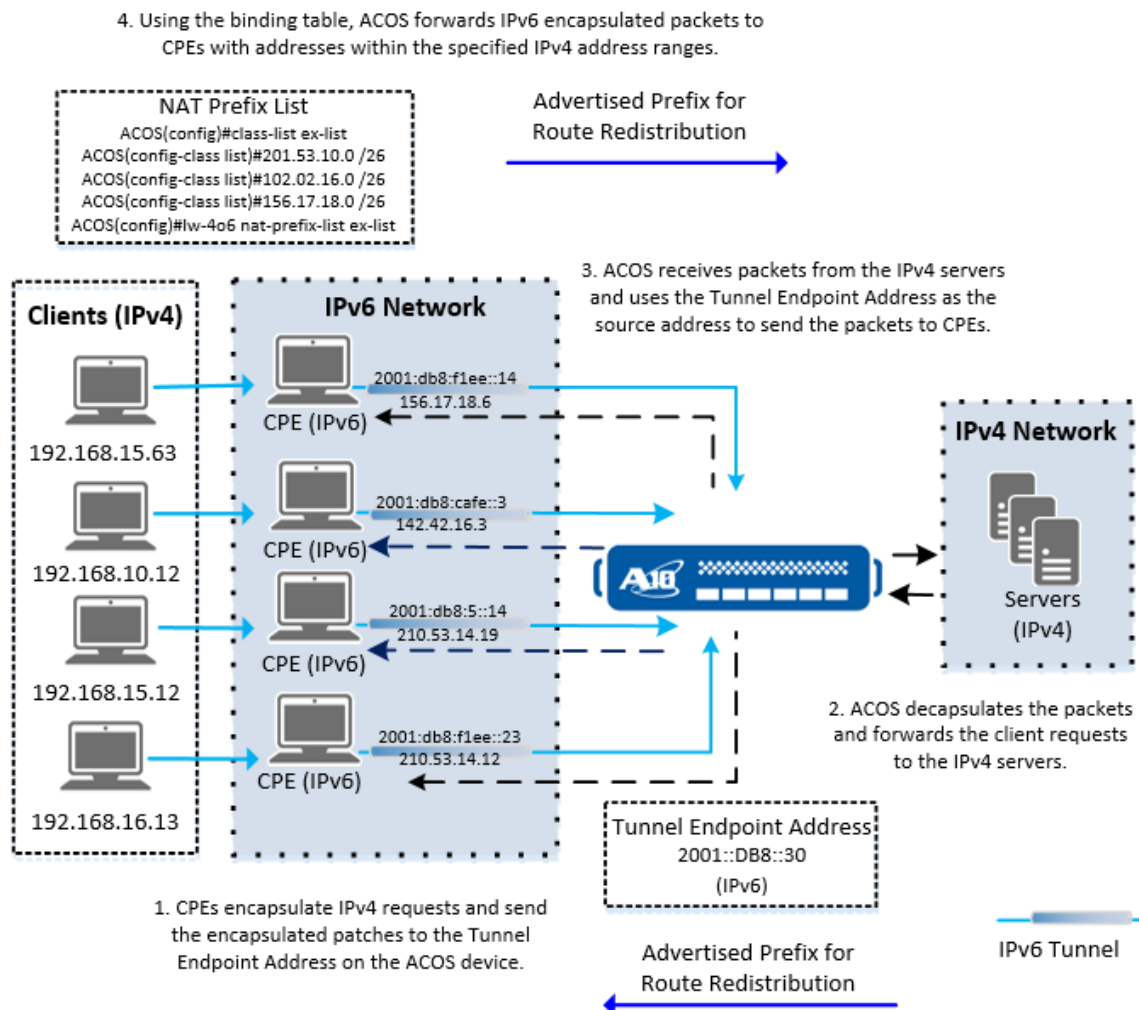 4. Using the binding table, ACOS forwards IPv6 encapsulated packets to
CPEs with addresses within the specified IPv4 address ranges.
NAT Prefix List
ACOS(config)#class-list ex-list
ACOS(config-class list)#201.53.10.0 /26
ACOS(config-class list)#102.02.16.0 /26
ACOS(config-class list)#156.17.18.0 /26
ACOS(config)#lw-4o6 nat-prefix-list ex-list
Advertised Prefix for
Route Redistribution
3. ACOS receives packets from the IPv4 servers
and uses the Tunnel Endpoint Address as the
source address to send the packets to CPEs.
Clients (IPv4)
192.168.15.63
192.168.10.12
192.168.15.12
192.168.16.13
IPv6 Network
2001:db8:f1ee::14
156.17.18.6
CPE (IPv6)
2001:db8:cafe::3
142.42.16.3
CPE (IPv6)
2001:db8:5::14
210.53.14.19
CPE (IPv6)
2001:db8:f1ee::23
210.53.14.12
CPE (IPv6)
A10
IPv4 Network
Servers
(IPv4)
2. ACOS decapsulates the packets
and forwards the client requests
to the IPv4 servers.
Tunnel Endpoint Address
2001::DB8::30
(IPv6)
1. CPEs encapsulate IPv4 requests and send
the encapsulated patches to the Tunnel
Endpoint Address on the ACOS device.
Advertised Prefix for
Route Redistribution
IPv6 Tunnel